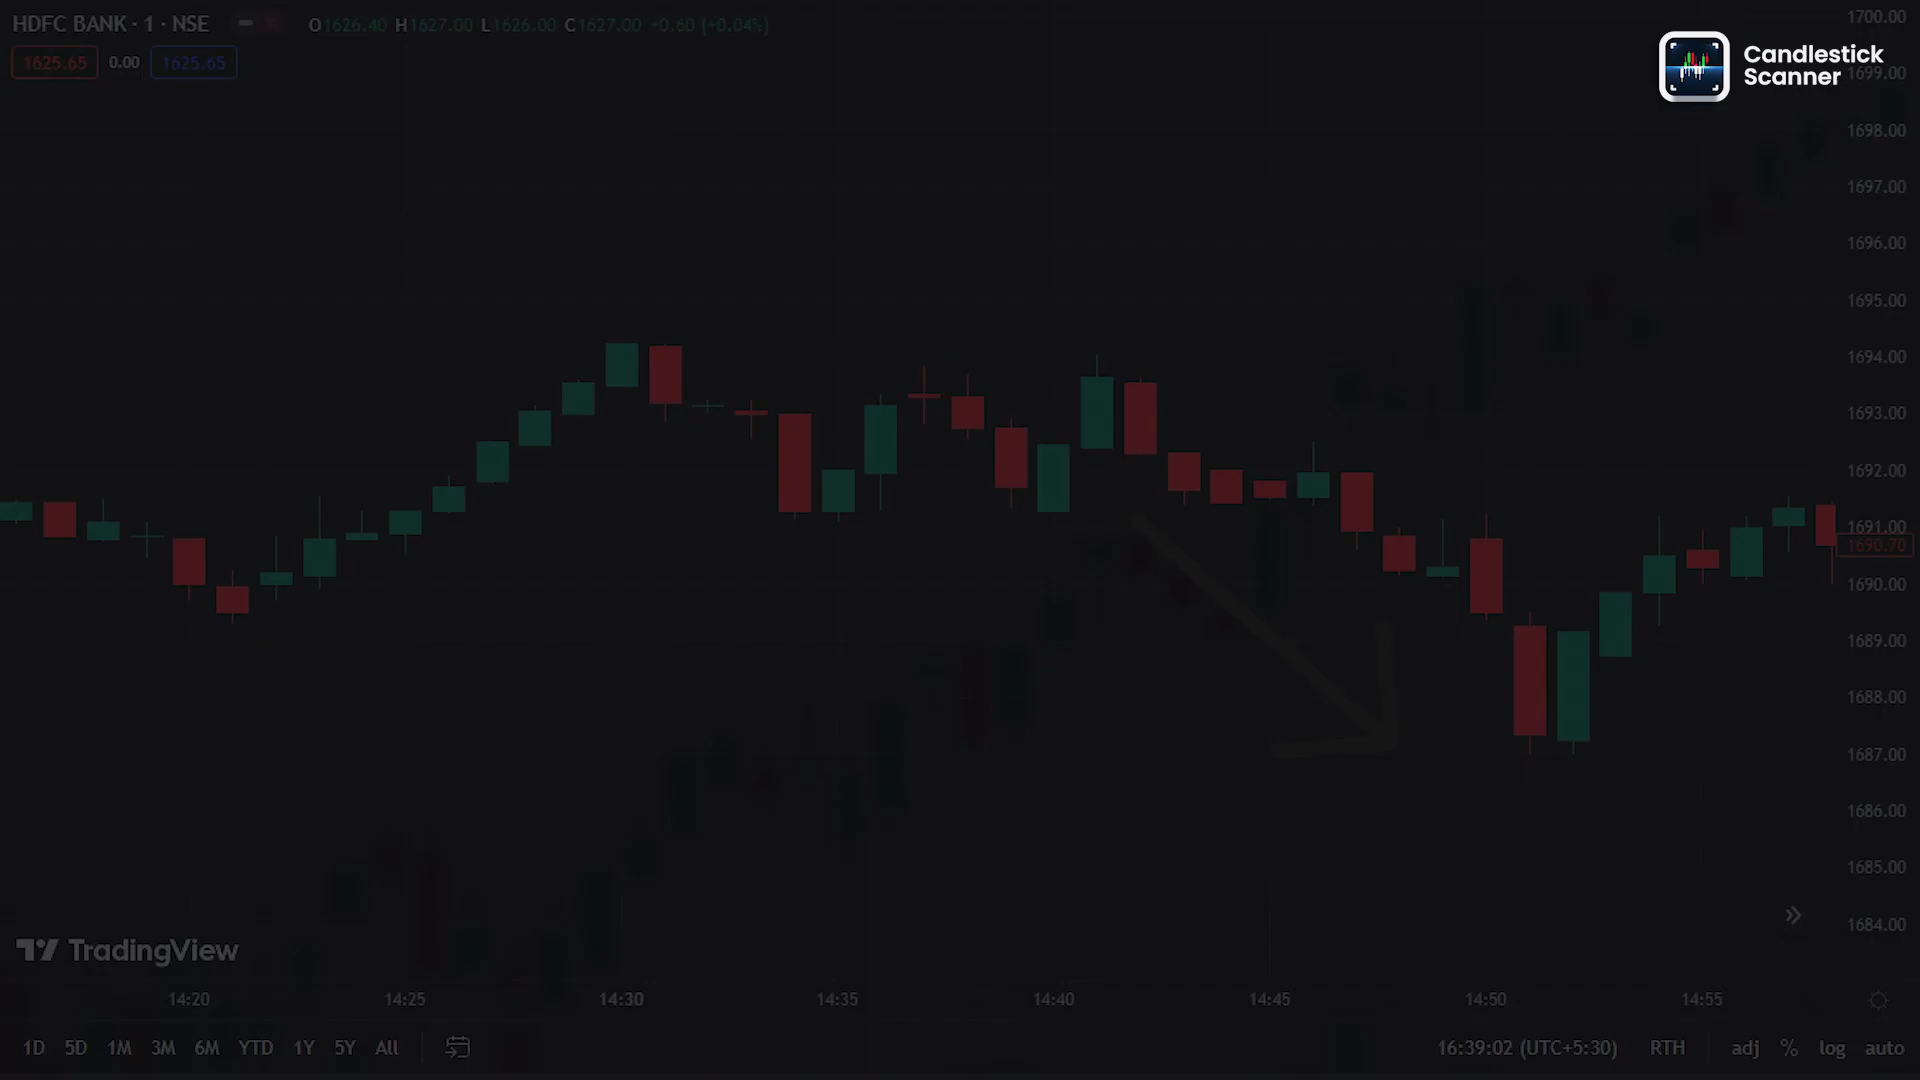 HDFC BANK · 1 · NSE O1626.40 H1627.00 L1626.00 C1627.00 +0.60 (+0.04%)
1625.65 0.00 1625.65
Candlestick
Scanner
1700.00
1699.00
1698.00
1697.00
1696.00
1695.00
1694.00
1693.00
1692.00
1691.00
1690.70
1690.00
1689.00
1688.00
1687.00
1686.00
1685.00
1684.00
TradingView
14:20 14:25 14:30 14:35 14:40 14:45 14:50 14:55
1D 5D 1M 3M 6M YTD 1Y 5Y All 16:39:02 (UTC+5:30) RTH adj % log auto